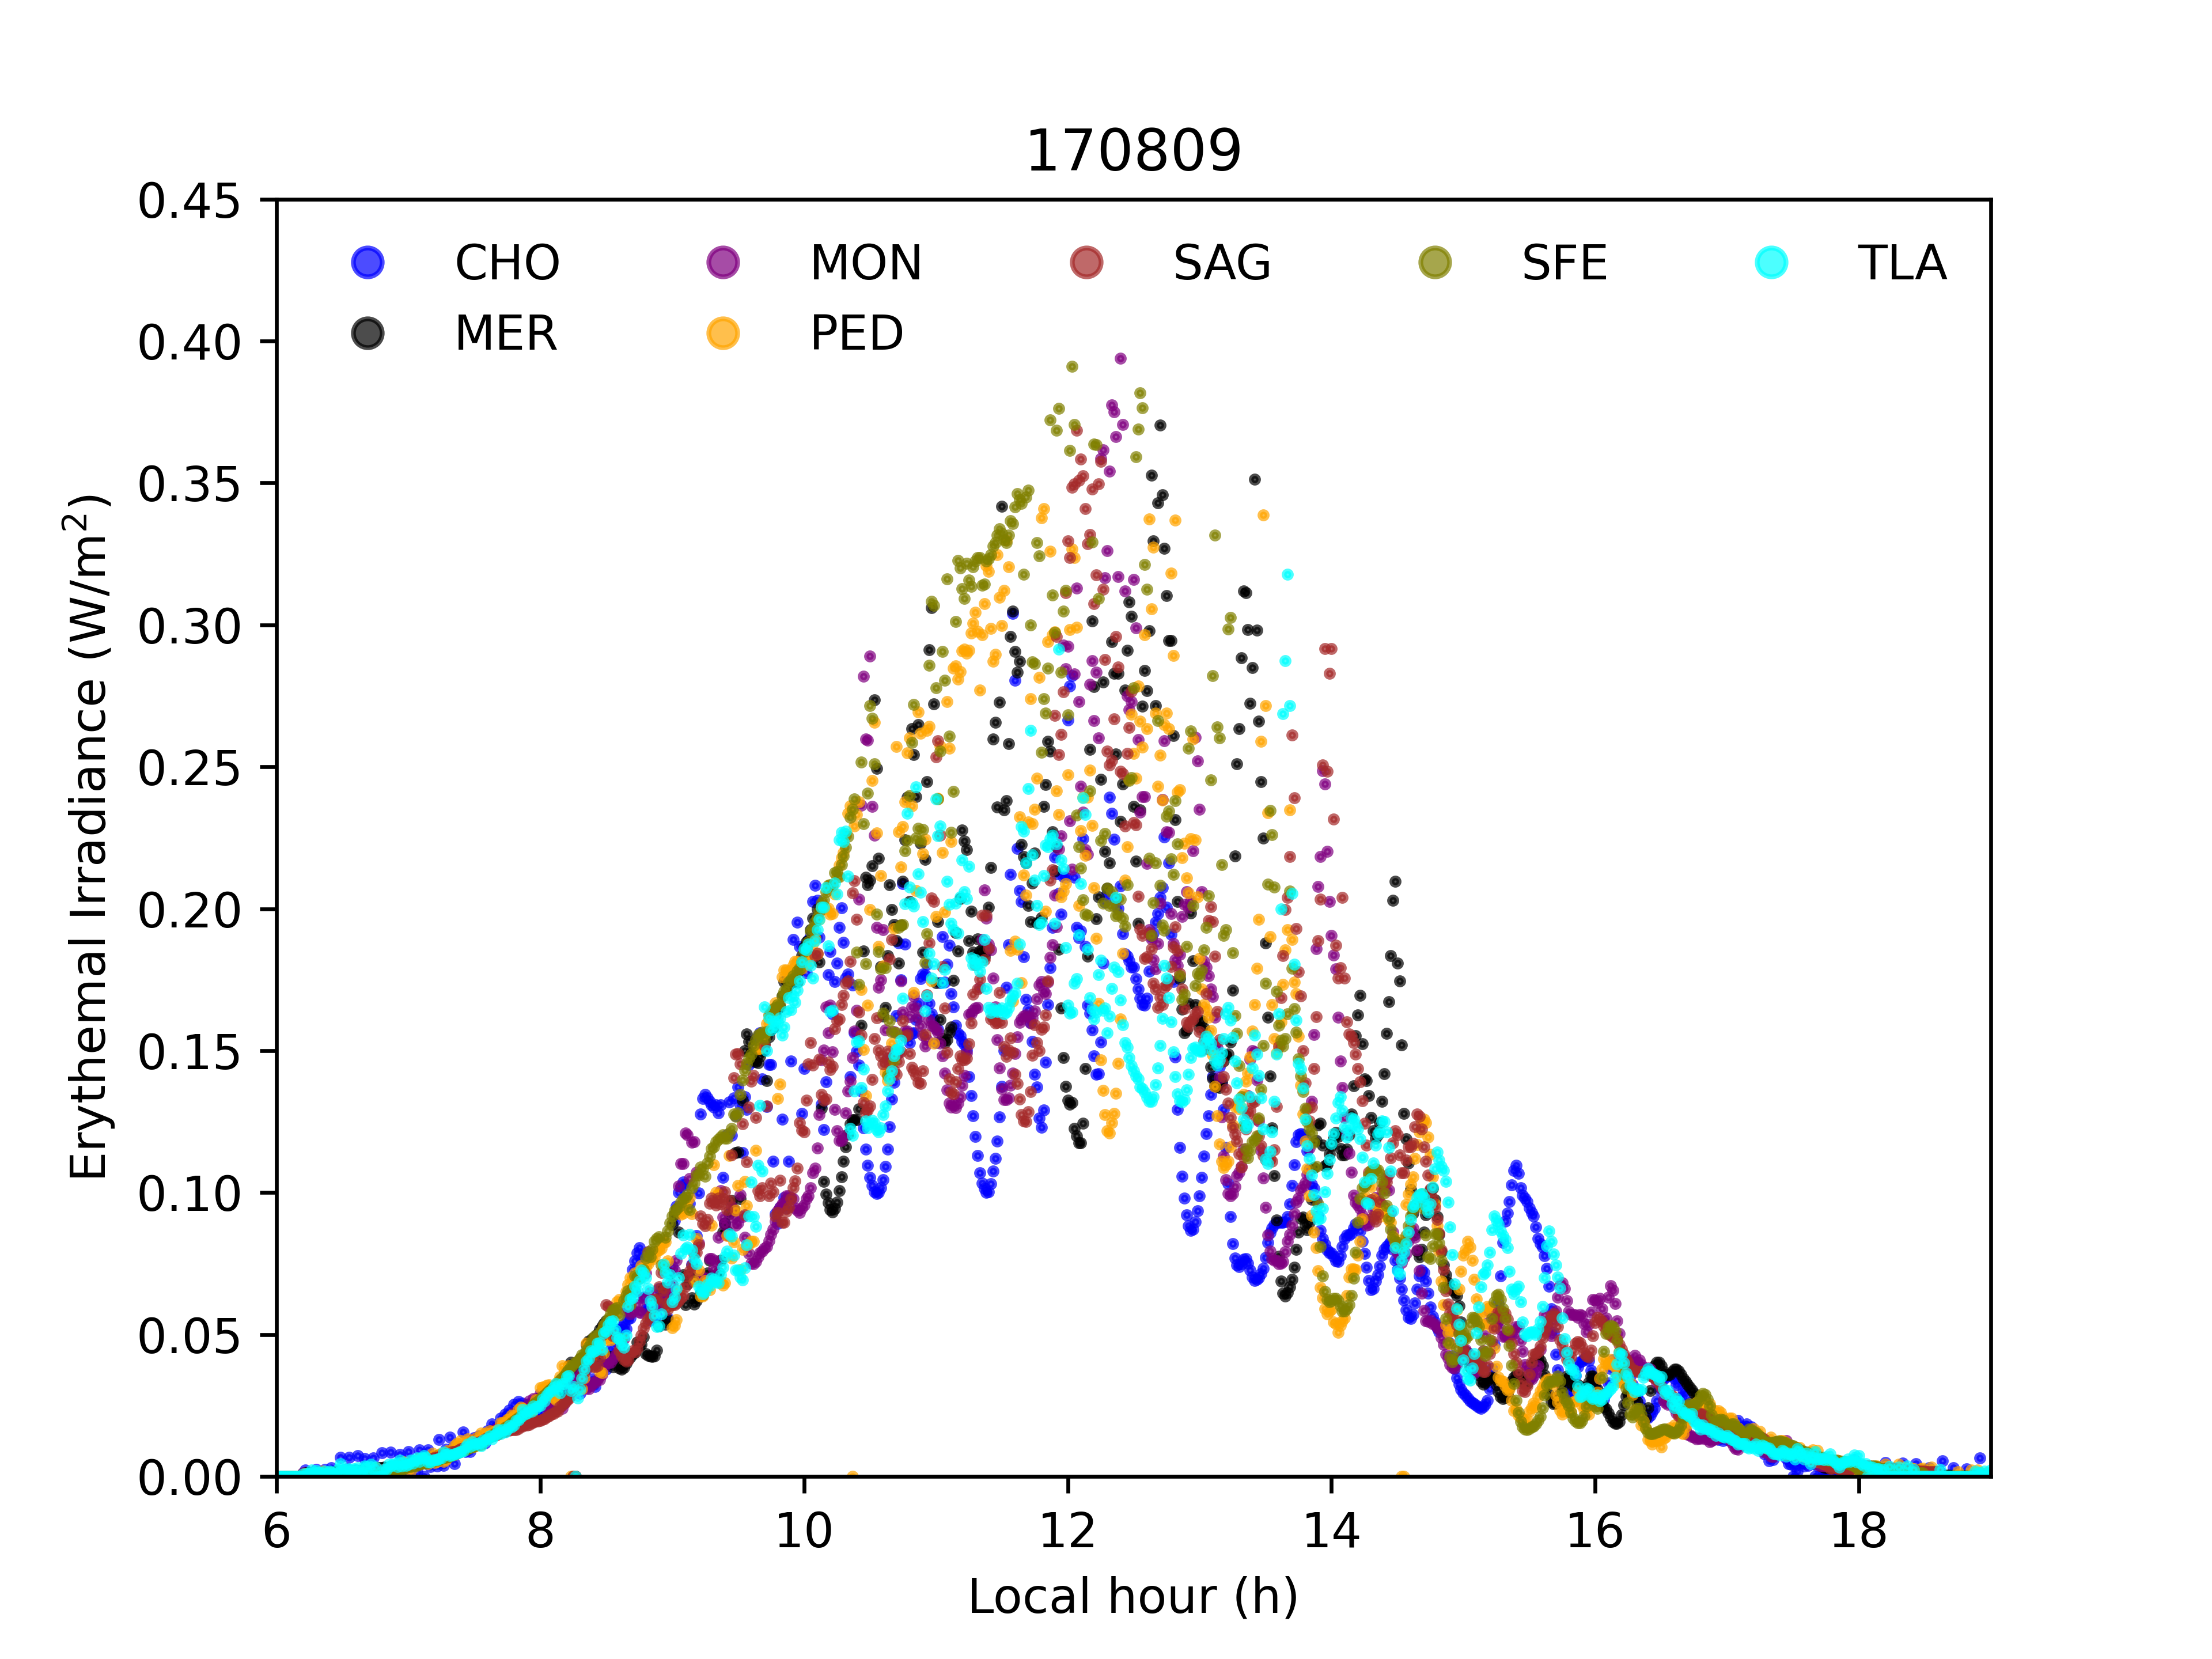 170809
0.45
0.40
0.35
0.30
0.25
0.20
0.15
0.10
0.05
0.00
Erythemal Irradiance (W/m²)
CHO MON SAG SFE TLA
MER PED
6 8 10 12 14 16 18
Local hour (h)